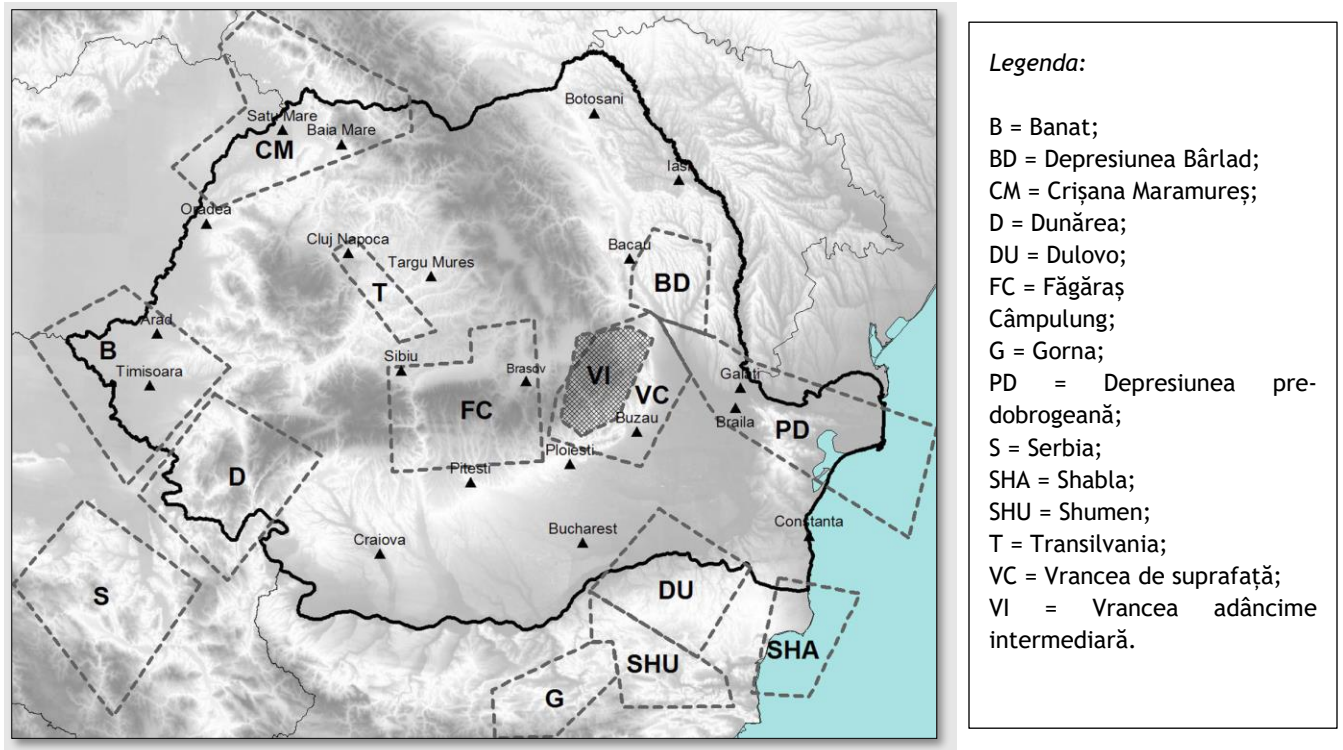 Botosani
Satu Mare
Baia Mare
CM
Iasi
Oradea
Cluj Napoca
Bacau
Targu Mures
BD
T
Arad
B
Sibiu
Timisoara
Brasov
VI
VC
Galati
FC
Buzau
Braila
PD
Ploiesti
D
Pitesti
Constanta
Bucharest
Craiova
S
DU
SHA
SHU
G
Legenda:
B = Banat;
BD = Depresiunea Bârlad;
CM = Crișana Maramureș;
D = Dunărea;
DU = Dulovo;
FC = Făgăraș
Câmpulung;
G = Gorna;
PD = Depresiunea pre-
dobrogeană;
S = Serbia;
SHA = Shabla;
SHU = Shumen;
T = Transilvania;
VC = Vrancea de suprafață;
VI = Vrancea adâncime
intermediară.